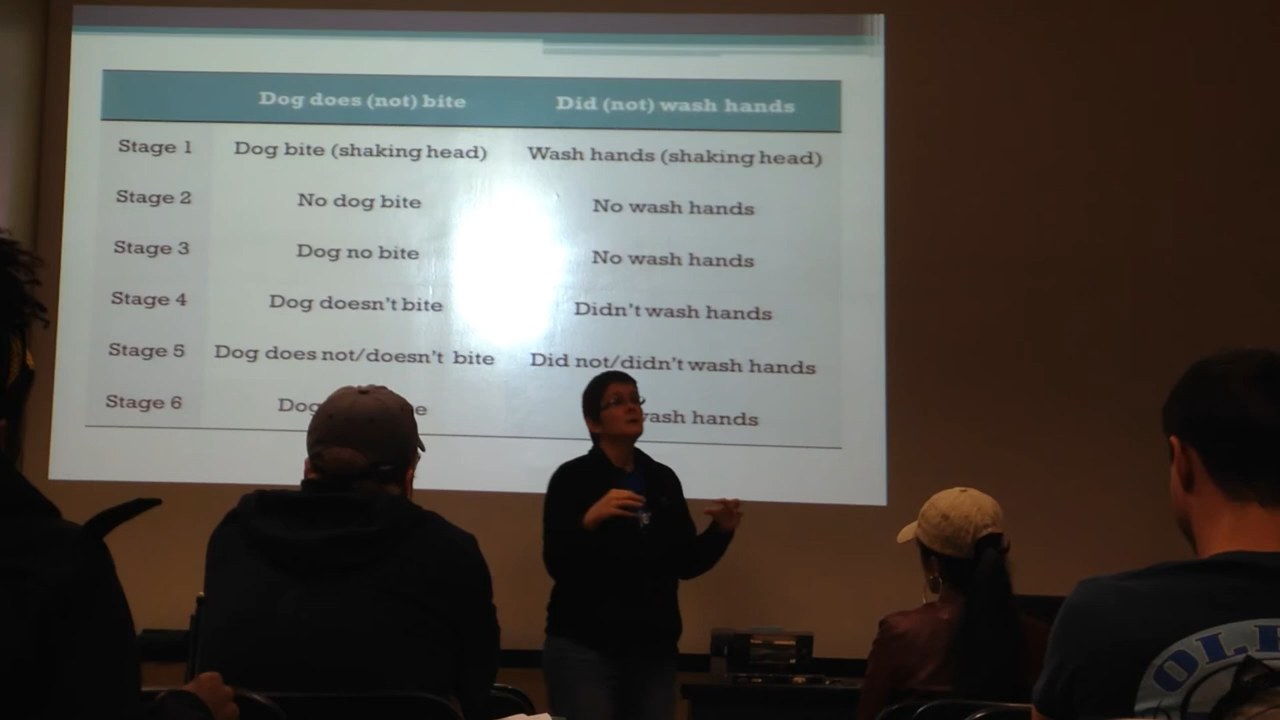 Dog does (not) bite Did (not) wash hands
Stage 1 Dog bite (shaking head) Wash hands (shaking head)
Stage 2 No dog bite No wash hands
Stage 3 Dog no bite No wash hands
Stage 4 Dog doesn't bite Didn't wash hands
Stage 5 Dog does not/doesn't bite Did not/didn't wash hands
Stage 6 hands